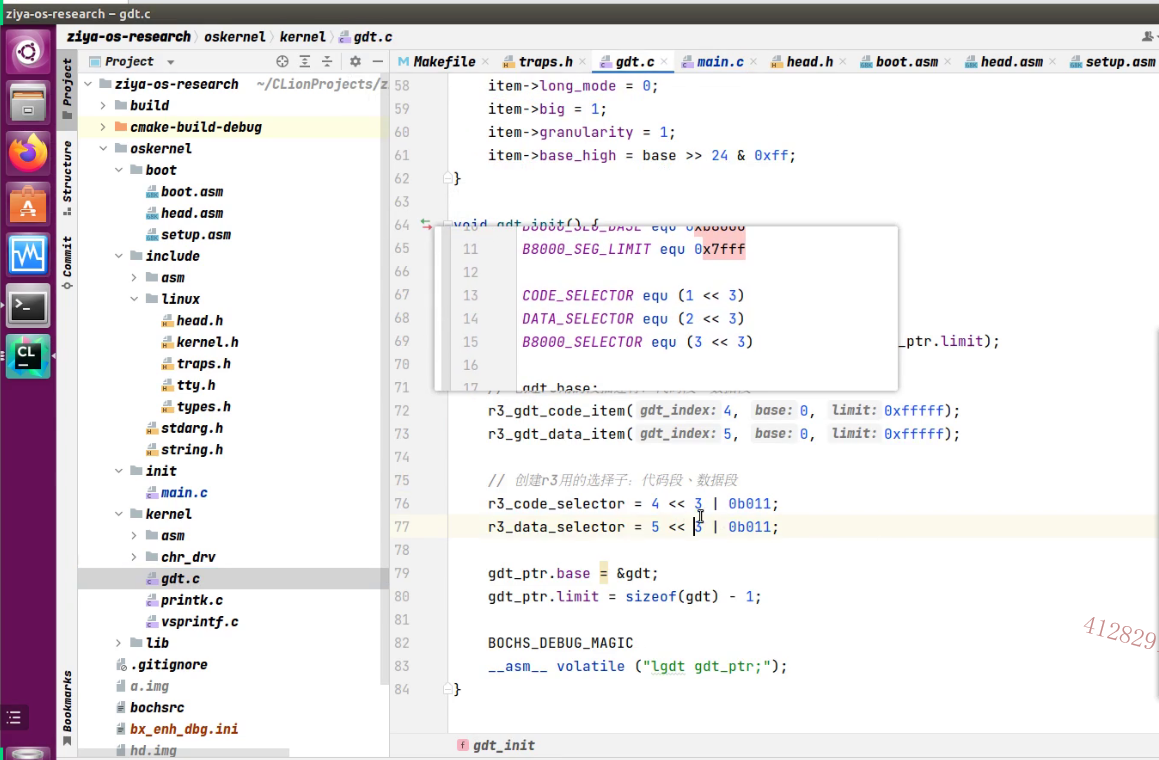 ziya-os-research – gdt.c
ziya-os-research › oskernel › kernel › gdt.c
Project
Structure
Commit
Bookmarks
Project
ziya-os-research ~/CLionProjects/z
build
cmake-build-debug
oskernel
boot
boot.asm
head.asm
setup.asm
include
asm
linux
head.h
kernel.h
traps.h
tty.h
types.h
stdarg.h
string.h
init
main.c
kernel
asm
chr_drv
gdt.c
printk.c
vsprintf.c
lib
.gitignore
a.img
bochsrc
bx_enh_dbg.ini
hd.img
Makefile traps.h gdt.c main.c head.h boot.asm head.asm setup.asm
58 item->long_mode = 0;
59 item->big = 1;
60 item->granularity = 1;
61 item->base_high = base >> 24 & 0xff;
62 }
63
64 void gdt_init() {
10 B8000_SEG_BASE equ 0xb8000
65
11 B8000_SEG_LIMIT equ 0x7fff
66
12
67
13 CODE_SELECTOR equ (1 << 3)
68
14 DATA_SELECTOR equ (2 << 3)
69 _ptr.limit);
15 B8000_SELECTOR equ (3 << 3)
70
16
71
17 gdt_base:
72 r3_gdt_code_item( gdt_index: 4, base: 0, limit: 0xfffff);
73 r3_gdt_data_item( gdt_index: 5, base: 0, limit: 0xfffff);
74
75 // 创建r3用的选择子：代码段、数据段
76 r3_code_selector = 4 << 3 | 0b011;
77 r3_data_selector = 5 << 3 | 0b011;
78
79 gdt_ptr.base = &gdt;
80 gdt_ptr.limit = sizeof(gdt) - 1;
81
82 BOCHS_DEBUG_MAGIC
83 __asm__ volatile ("lgdt gdt_ptr;");
84 }
412829
f gdt_init